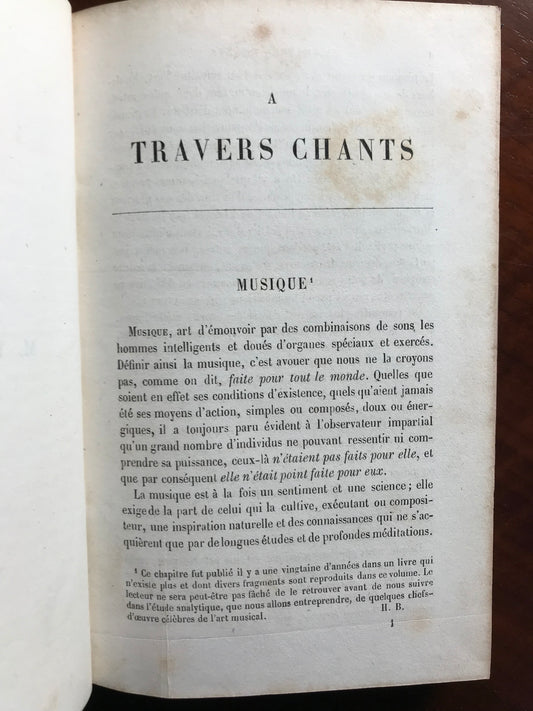 A
TRAVERS CHANTS
MUSIQUE¹
MUSIQUE, art d'émouvoir par des combinaisons de sons, les
hommes intelligents et doués d'organes spéciaux et exercés.
Définir ainsi la musique, c'est avouer que nous ne la croyons
pas, comme on dit, faite pour tout le monde. Quelles que
soient en effet ses conditions d'existence, quels qu'aient jamais
été ses moyens d'action, simples ou composés, doux ou éner-
giques, il a toujours paru évident à l'observateur impartial
qu'un grand nombre d'individus ne pouvant ressentir ni com-
prendre sa puissance, ceux-là n'étaient pas faits pour elle, et
que par conséquent elle n'était point faite pour eux.
La musique est à la fois un sentiment et une science; elle
exige de la part de celui qui la cultive, exécutant ou composi-
teur, une inspiration naturelle et des connaissances qui ne s'ac-
quièrent que par de longues études et de profondes méditations.
¹ Ce chapitre fut publié il y a une vingtaine d'années dans un livre qui
n'existe plus et dont divers fragments sont reproduits dans ce volume. Le
lecteur ne sera peut-être pas fâché de le retrouver avant de nous suivre
dans l'étude analytique, que nous allons entreprendre, de quelques chefs-
d'œuvre célèbres de l'art musical. H. B.
1